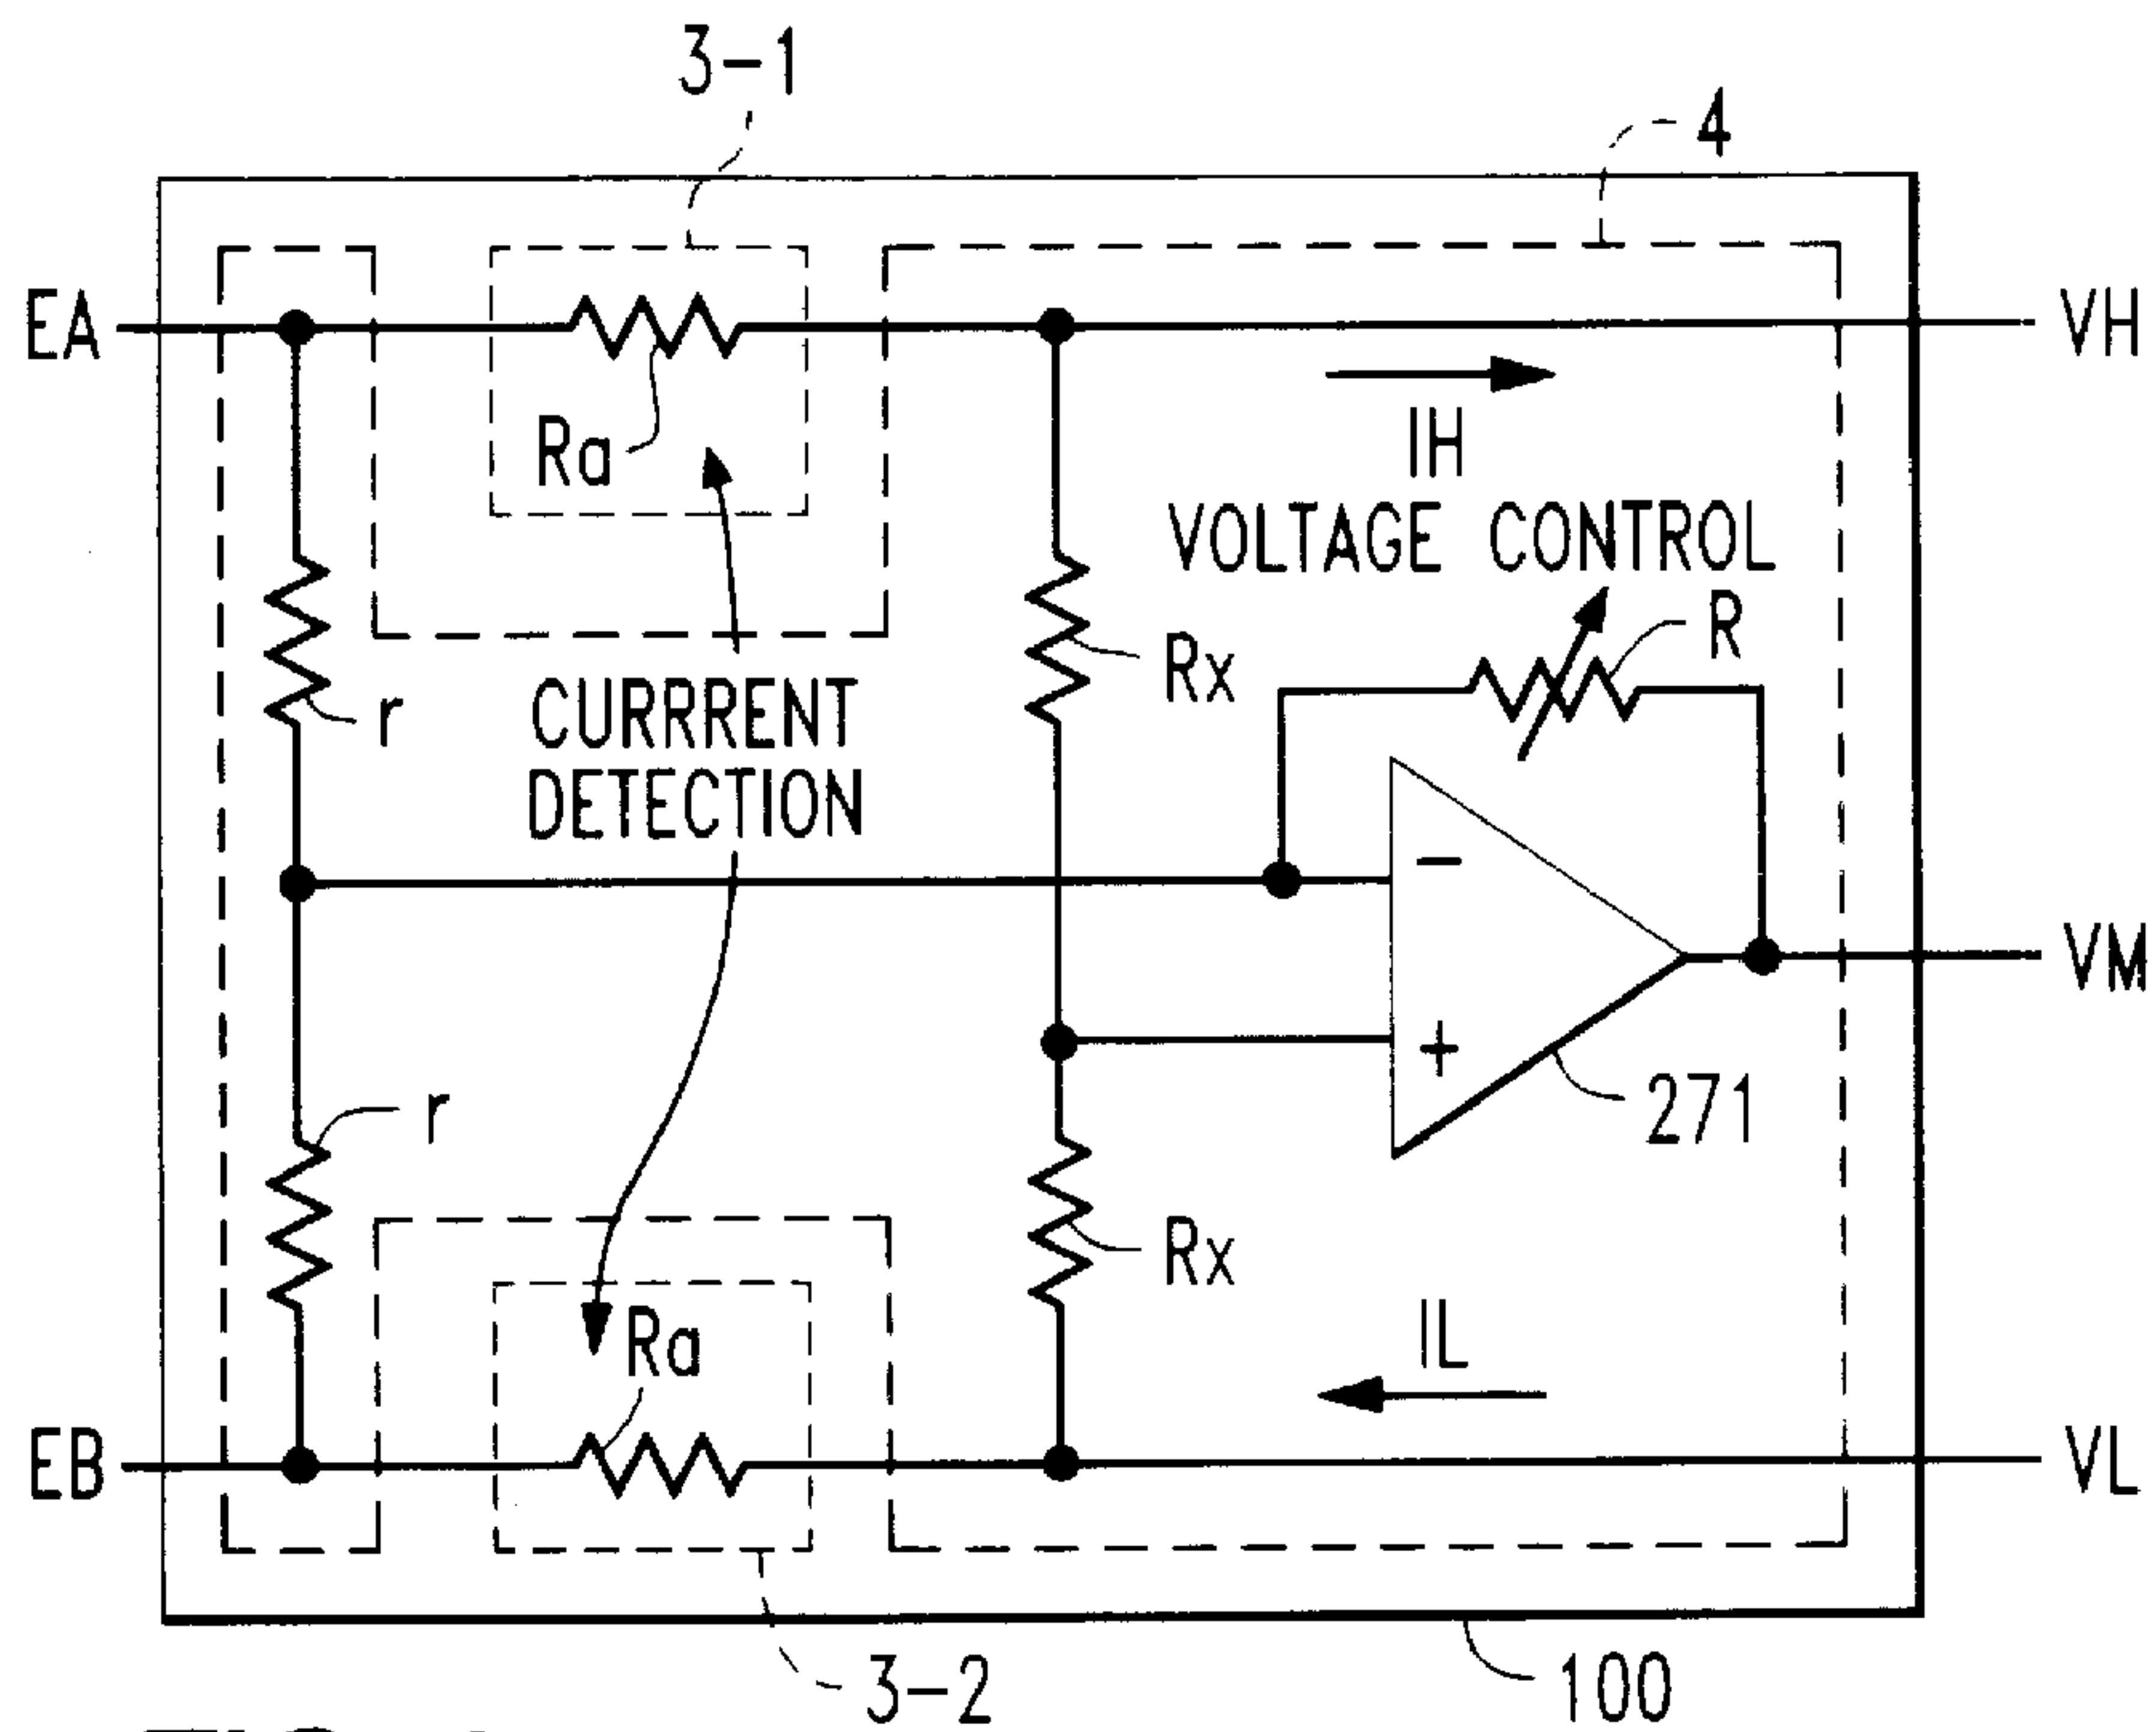 3-1
4
EA
VH
Ra
IH
VOLTAGE CONTROL
R
Rx
r
CURRRENT
DETECTION
-
VM
+
271
r
Rx
IL
Ra
EB
VL
3-2
100